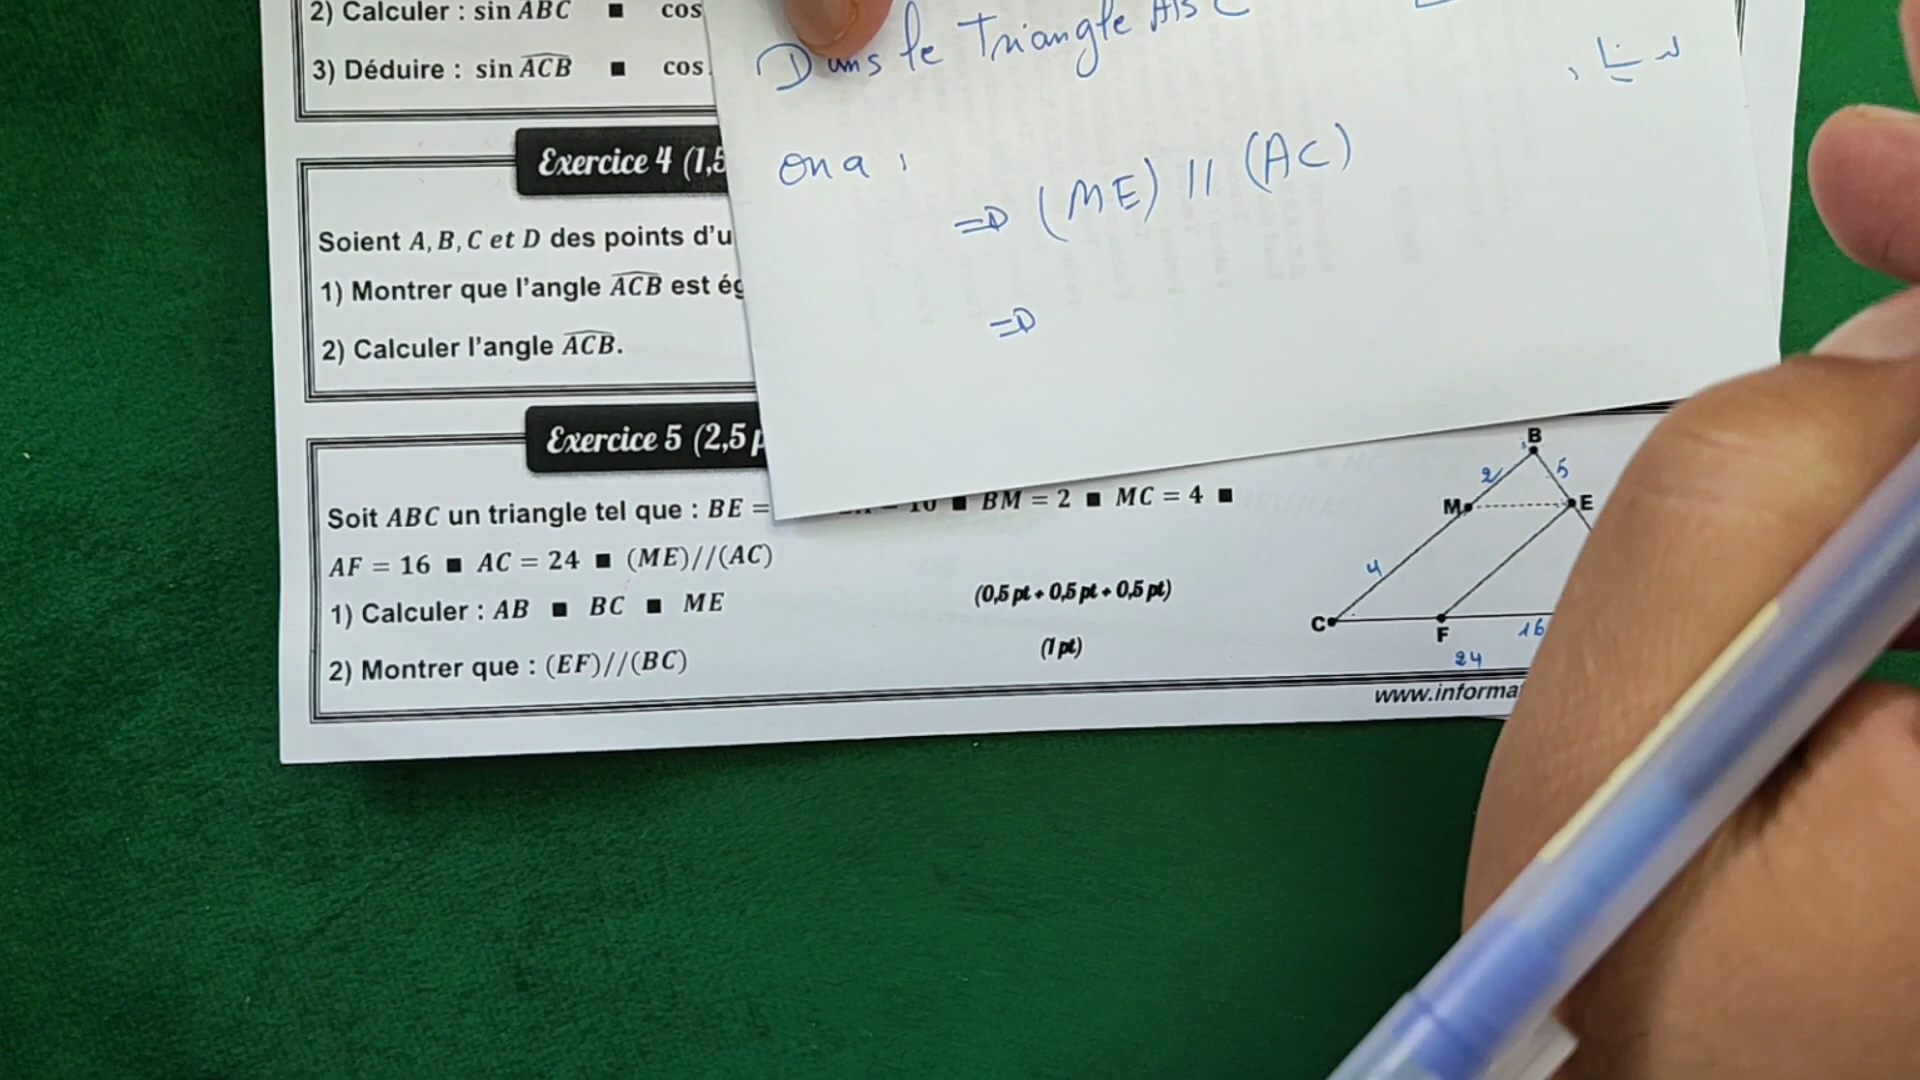 2) Calculer : sin ABC ■ cos
3) Déduire : sin ACB ■ cos
Dans le Triangle ABC
on a :
⇒ (ME) // (AC)
⇒
Exercice 4 (1,5
Soient A, B, C et D des points d’u
1) Montrer que l’angle ACB est ég
2) Calculer l’angle ACB.
Exercice 5 (2,5 p
Soit ABC un triangle tel que : BE = 10 ■ BM = 2 ■ MC = 4 ■
AF = 16 ■ AC = 24 ■ (ME)//(AC)
1) Calculer : AB ■ BC ■ ME (0,5 pt + 0,5 pt + 0,5 pt)
2) Montrer que : (EF)//(BC) (1 pt)
B
2 5
M E
4
C F 16
24
www.informa